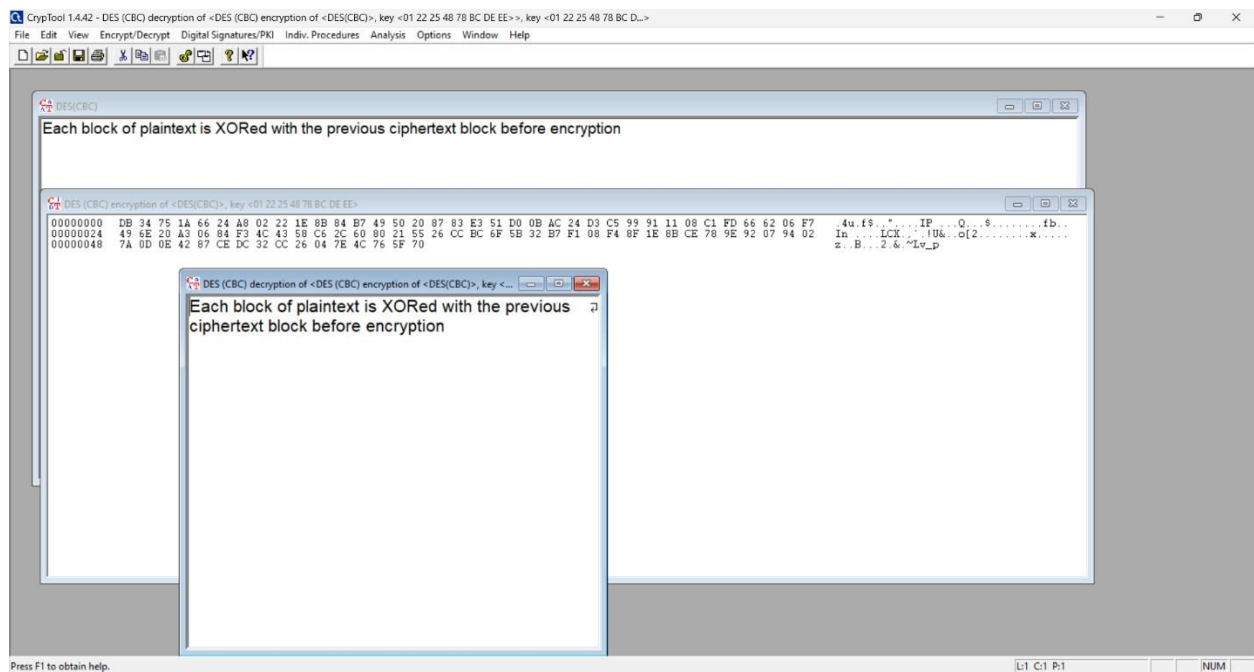 CrypTool 1.4.42 - DES (CBC) decryption of <DES (CBC) encryption of <DES(CBC)>, key <01 22 25 48 78 BC DE EE>>, key <01 22 25 48 78 BC D...>
File Edit View Encrypt/Decrypt Digital Signatures/PKI Indiv. Procedures Analysis Options Window Help
DES(CBC)
Each block of plaintext is XORed with the previous ciphertext block before encryption
DES (CBC) encryption of <DES(CBC)>, key <01 22 25 48 78 BC DE EE>
00000000 DB 34 75 1A 66 24 A8 02 22 1E 8B 84 B7 49 50 20 87 83 E3 51 D0 0B AC 24 D3 C5 99 91 11 08 C1 FD 66 62 06 F7 .4u.f$.."....IP ...Q...$........fb..
00000024 49 6E 20 A3 06 84 F3 4C 43 58 C6 2C 60 80 21 55 26 CC BC 6F 5B 32 B7 F1 08 F4 8F 1E 8B CE 78 9E 92 07 94 02 In ....LCX.,`.!U&..o[2........x.....
00000048 7A 0D 0E 42 87 CE DC 32 CC 26 04 7E 4C 76 5F 70 z..B...2.&.~Lv_p
DES (CBC) decryption of <DES (CBC) encryption of <DES(CBC)>, key <...
Each block of plaintext is XORed with the previous
ciphertext block before encryption
Press F1 to obtain help.
L:1 C:1 P:1
NUM